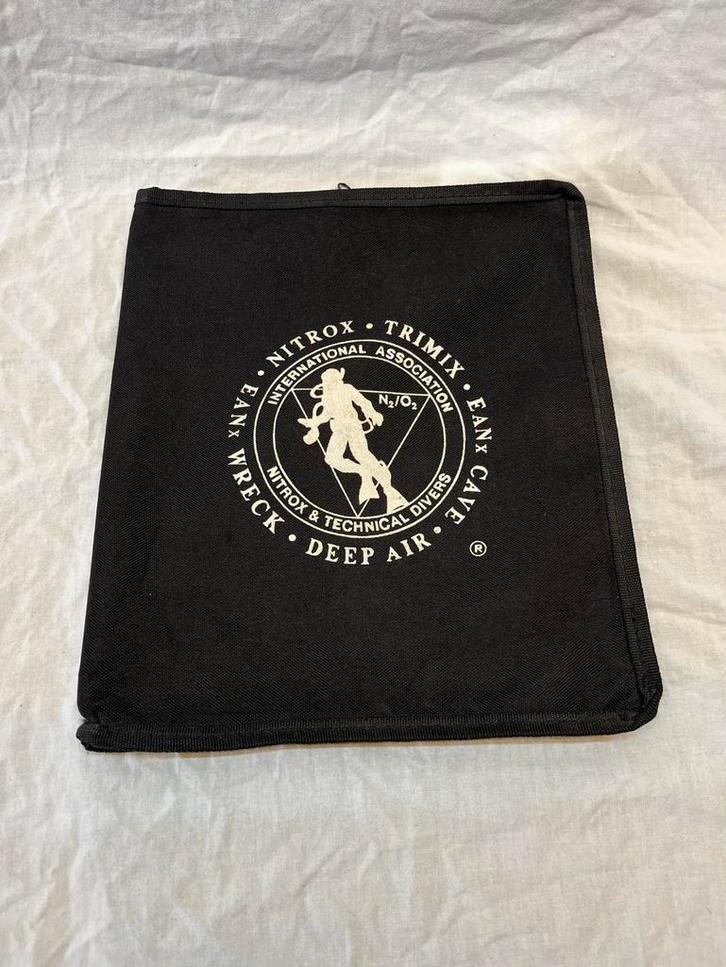 • NITROX • TRIMIX • EANx CAVE • DEEP AIR • EANx WRECK
INTERNATIONAL ASSOCIATION
N₂/O₂
NITROX & TECHNICAL DIVERS
®